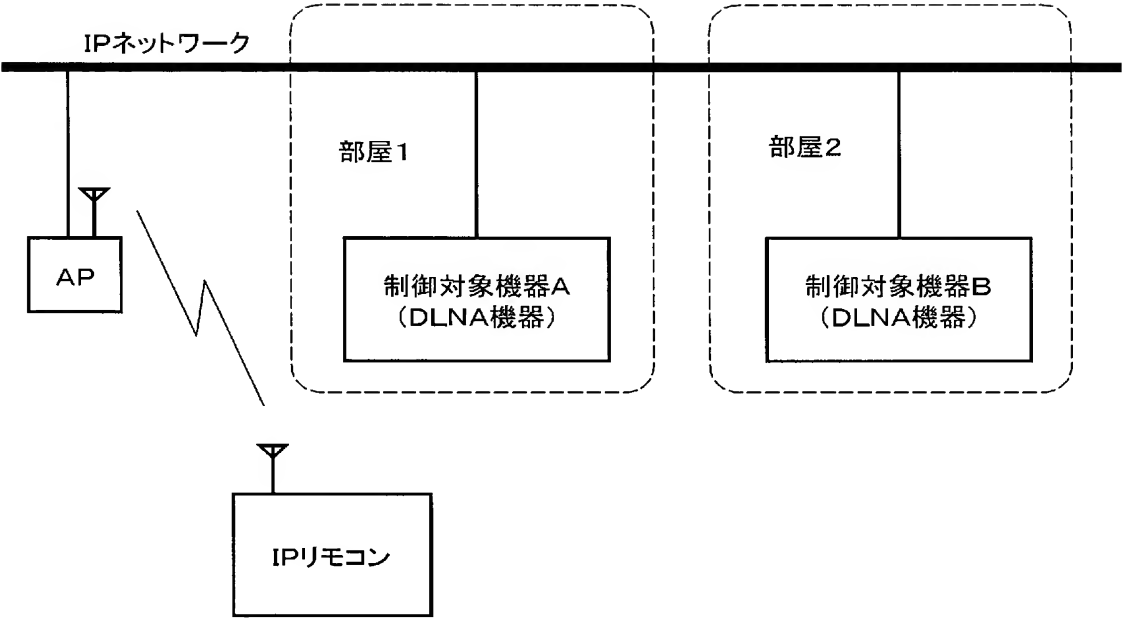 IPネットワーク
部屋1
部屋2
AP
制御対象機器A
(DLNA機器)
制御対象機器B
(DLNA機器)
IPリモコン